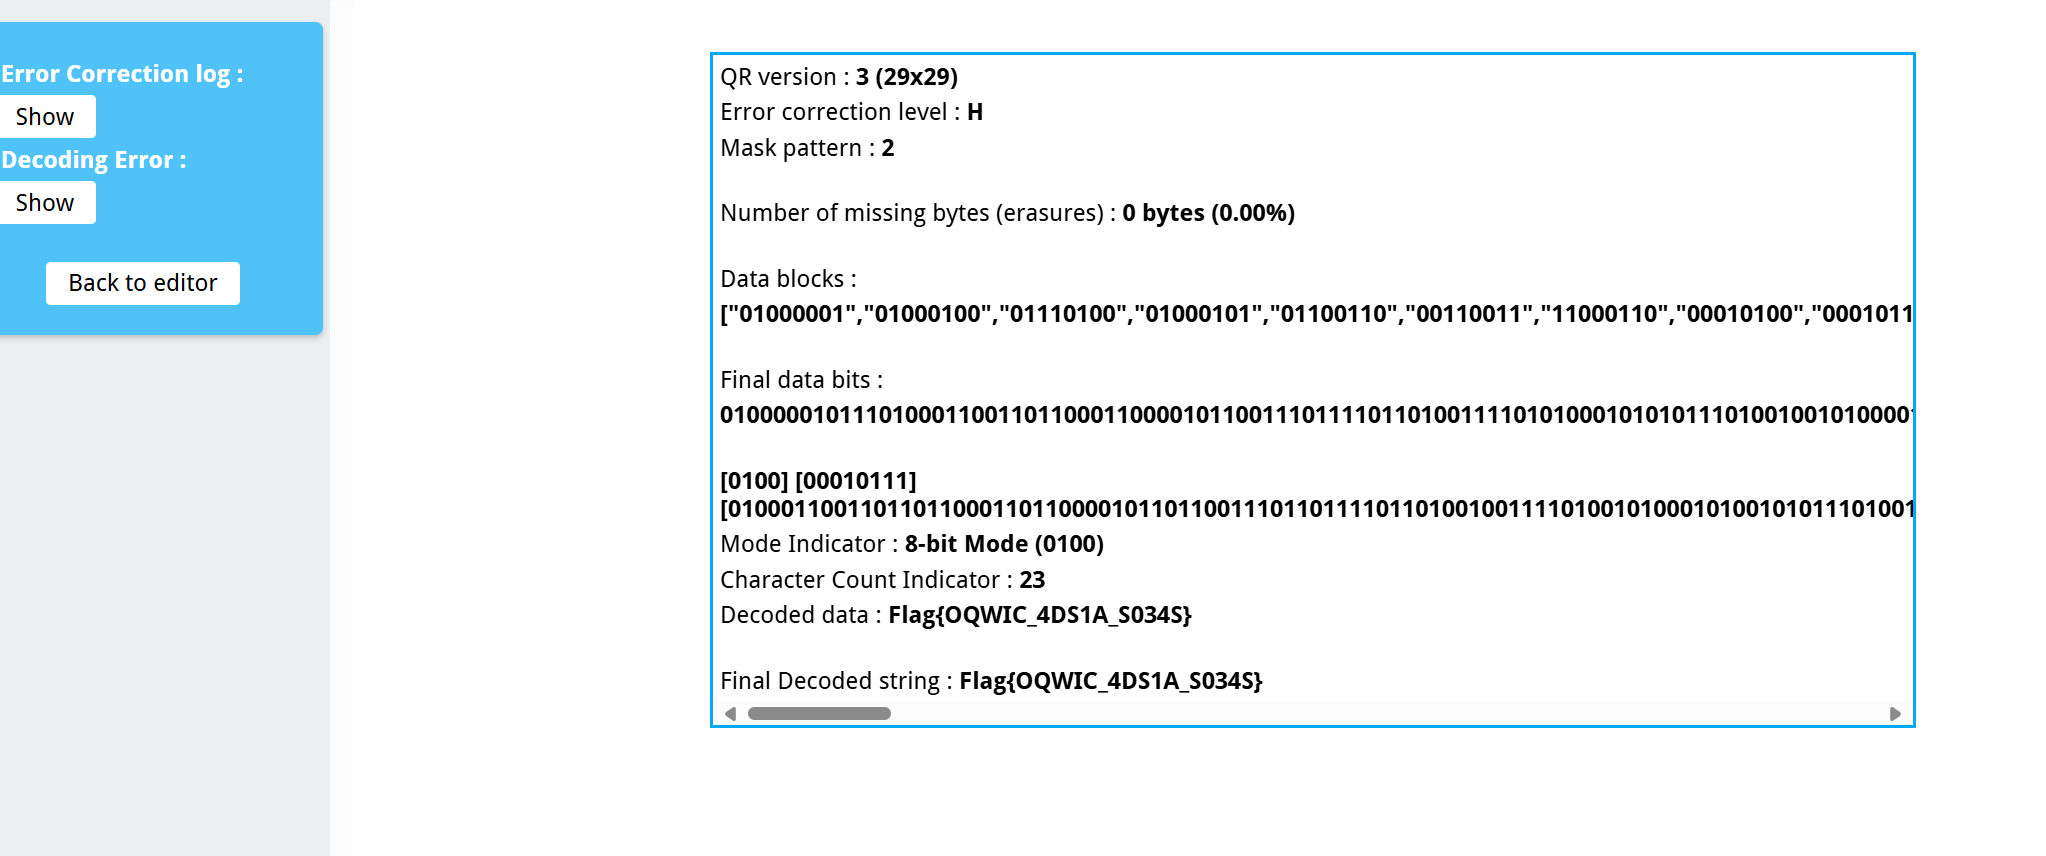 Error Correction log :
Show
Decoding Error :
Show
Back to editor
QR version : 3 (29x29)
Error correction level : H
Mask pattern : 2
Number of missing bytes (erasures) : 0 bytes (0.00%)
Data blocks :
["01000001","01000100","01110100","01000101","01100110","00110011","11000110","00010100","0001011
Final data bits :
0100000101110100011001101100011000010110011101111011010011110101000101010111010010010100001
[0100] [00010111]
[010001100110110110001101100001011011001110110111101101001001111010010100010100101011101001
Mode Indicator : 8-bit Mode (0100)
Character Count Indicator : 23
Decoded data : Flag{OQWIC_4DS1A_S034S}
Final Decoded string : Flag{OQWIC_4DS1A_S034S}